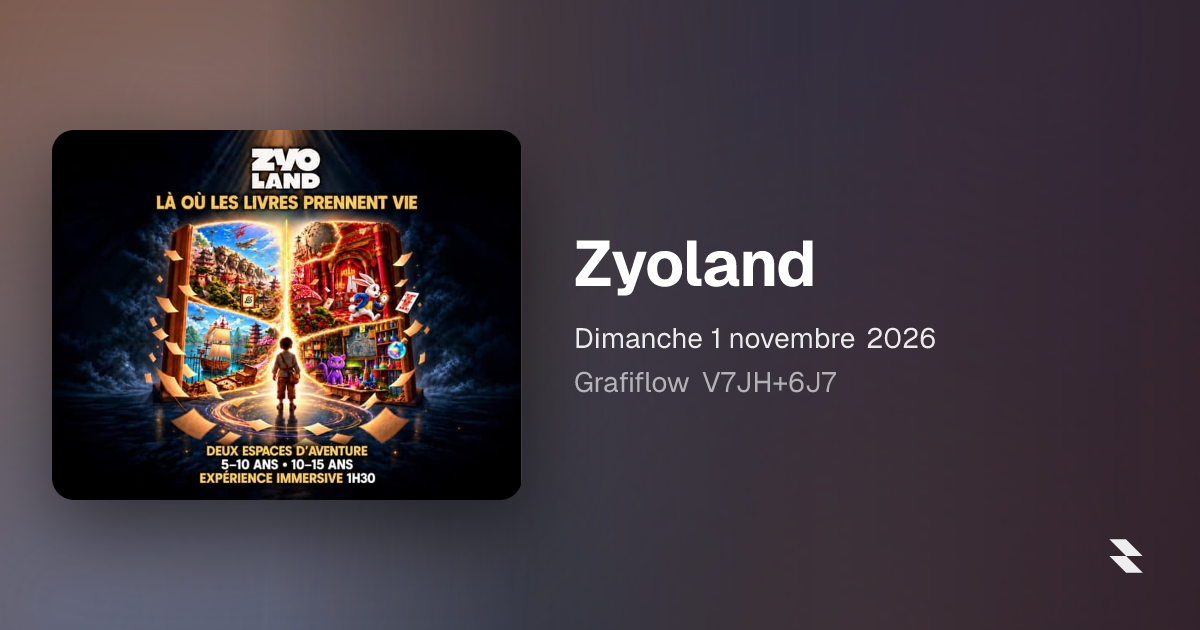 ZYO
LAND
LÀ OÙ LES LIVRES PRENNENT VIE
DEUX ESPACES D'AVENTURE
5–10 ANS • 10–15 ANS
EXPÉRIENCE IMMERSIVE 1H30
Zyoland
Dimanche 1 novembre 2026
Grafiflow V7JH+6J7